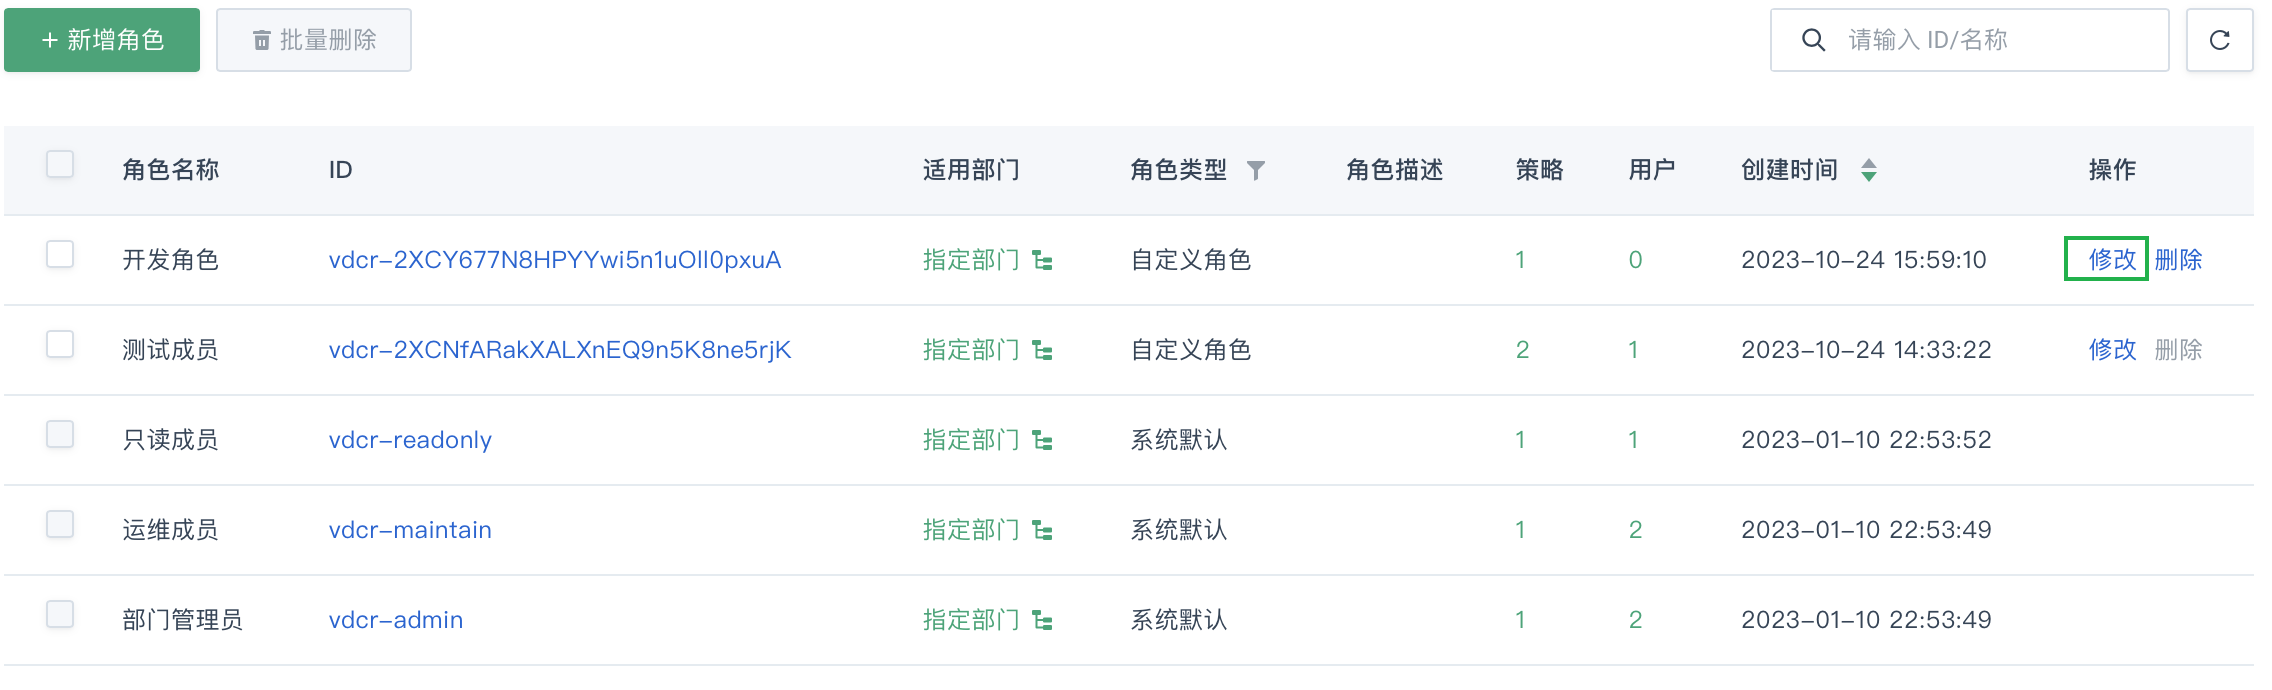 + 新增角色 批量删除 请输入 ID/名称
角色名称 ID 适用部门 角色类型 角色描述 策略 用户 创建时间 操作
开发角色 vdcr-2XCY677N8HPYYwi5n1uOll0pxuA 指定部门 自定义角色 1 0 2023-10-24 15:59:10 修改 删除
测试成员 vdcr-2XCNfARakXALXnEQ9n5K8ne5rjK 指定部门 自定义角色 2 1 2023-10-24 14:33:22 修改 删除
只读成员 vdcr-readonly 指定部门 系统默认 1 1 2023-01-10 22:53:52
运维成员 vdcr-maintain 指定部门 系统默认 1 2 2023-01-10 22:53:49
部门管理员 vdcr-admin 指定部门 系统默认 1 2 2023-01-10 22:53:49